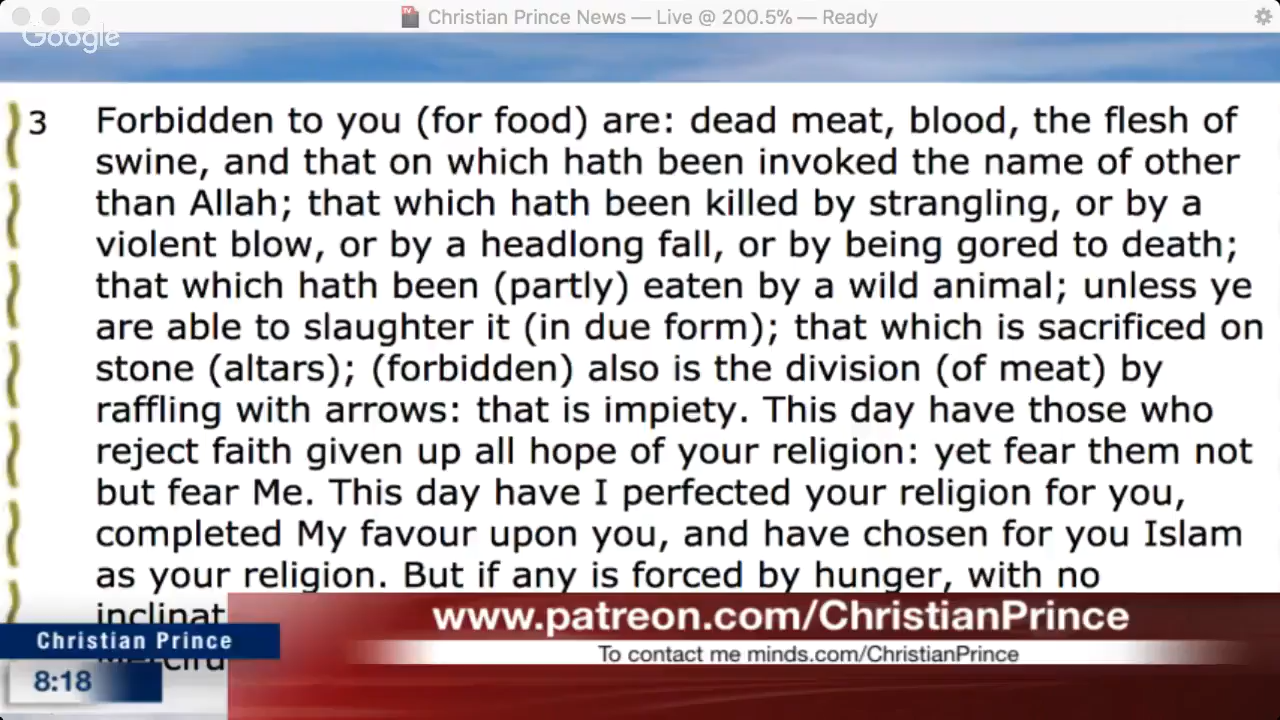 Christian Prince News — Live @ 200.5% — Ready
Google
3 Forbidden to you (for food) are: dead meat, blood, the flesh of
swine, and that on which hath been invoked the name of other
than Allah; that which hath been killed by strangling, or by a
violent blow, or by a headlong fall, or by being gored to death;
that which hath been (partly) eaten by a wild animal; unless ye
are able to slaughter it (in due form); that which is sacrificed on
stone (altars); (forbidden) also is the division (of meat) by
raffling with arrows: that is impiety. This day have those who
reject faith given up all hope of your religion: yet fear them not
but fear Me. This day have I perfected your religion for you,
completed My favour upon you, and have chosen for you Islam
as your religion. But if any is forced by hunger, with no
inclinat
www.patreon.com/ChristianPrince
Christian Prince
To contact me minds.com/ChristianPrince
8:18